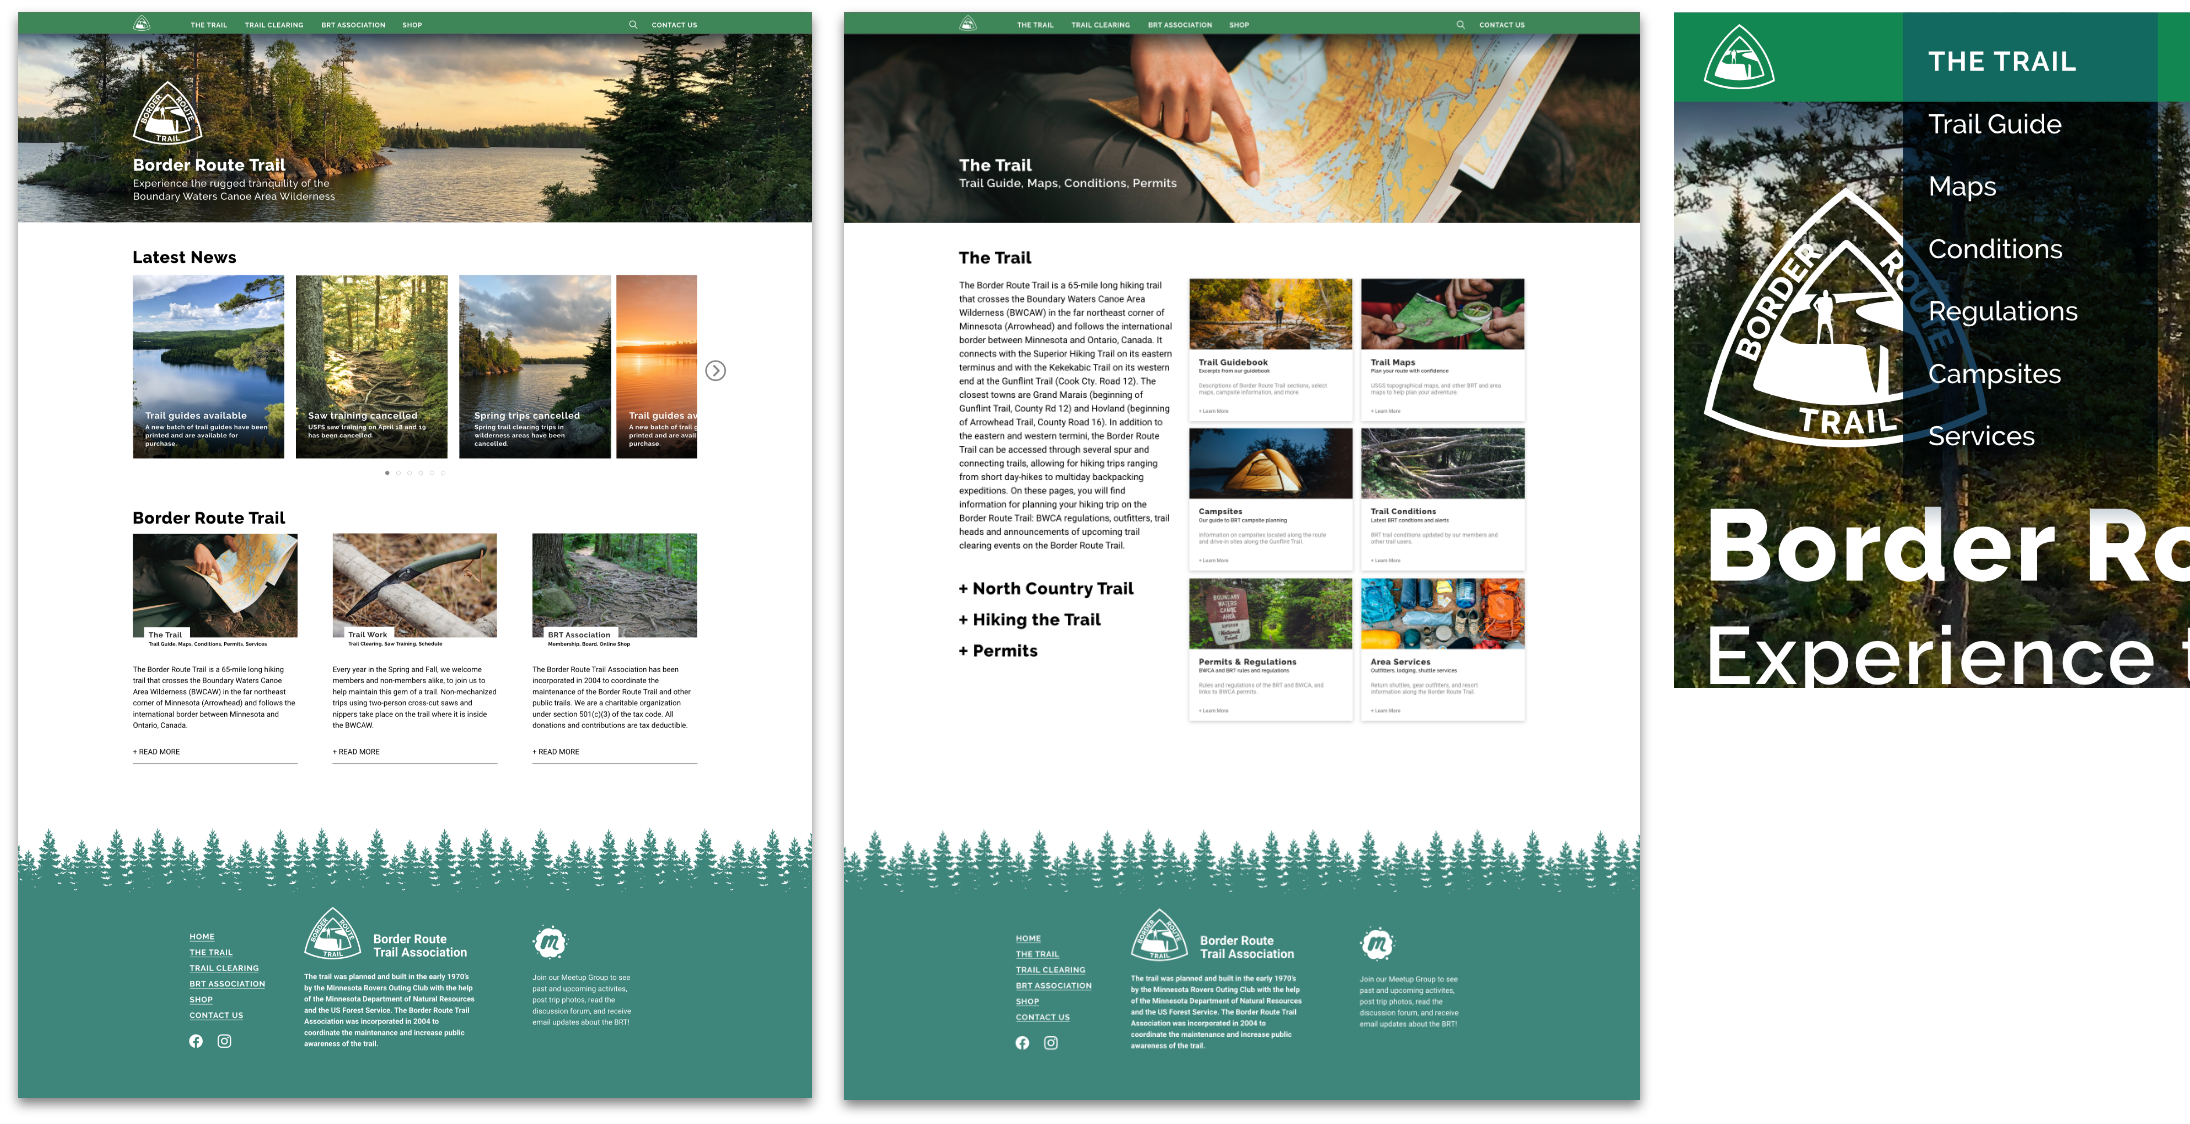 THE TRAIL
TRAIL CLEARING
BRT ASSOCIATION
SHOP
CONTACT US
BORDER ROUTE TRAIL
Border Route Trail
Experience the rugged tranquility of the
Boundary Waters Canoe Area Wilderness
Latest News
Trail guides available
A new batch of trail guides have been
printed and are available for
purchase.
Saw training cancelled
USFS saw training on April 18 and 19
has been cancelled.
Spring trips cancelled
Spring trail clearing trips in
wilderness areas have been
cancelled.
Trail guides av
A new batch of trail g
printed and are avail
purchase.
Border Route Trail
The Trail
Trail Guide, Maps, Conditions, Permits, Services
The Border Route Trail is a 65-mile long hiking
trail that crosses the Boundary Waters Canoe
Area Wilderness (BWCAW) in the far northeast
corner of Minnesota (Arrowhead) and follows the
international border between Minnesota and
Ontario, Canada.
+ READ MORE
Trail Work
Trail Clearing, Saw Training, Schedule
Every year in the Spring and Fall, we welcome
members and non-members alike, to join us to
help maintain this gem of a trail. Non-mechanized
trips using two-person cross-cut saws and
nippers take place on the trail where it is inside
the BWCAW.
+ READ MORE
BRT Association
Membership, Board, Online Shop
The Border Route Trail Association has been
incorporated in 2004 to coordinate the
maintenance of the Border Route Trail and other
public trails. We are a charitable organization
under section 501(c)(3) of the tax code. All
donations and contributions are tax deductible.
+ READ MORE
HOME
THE TRAIL
TRAIL CLEARING
BRT ASSOCIATION
SHOP
CONTACT US
BORDER ROUTE TRAIL
Border Route
Trail Association
The trail was planned and built in the early 1970's
by the Minnesota Rovers Outing Club with the help
of the Minnesota Department of Natural Resources
and the US Forest Service. The Border Route Trail
Association was incorporated in 2004 to
coordinate the maintenance and increase public
awareness of the trail.
m
Join our Meetup Group to see
past and upcoming activites,
post trip photos, read the
discussion forum, and receive
email updates about the BRT!
THE TRAIL
TRAIL CLEARING
BRT ASSOCIATION
SHOP
CONTACT US
The Trail
Trail Guide, Maps, Conditions, Permits
The Trail
The Border Route Trail is a 65-mile long hiking trail
that crosses the Boundary Waters Canoe Area
Wilderness (BWCAW) in the far northeast corner of
Minnesota (Arrowhead) and follows the international
border between Minnesota and Ontario, Canada. It
connects with the Superior Hiking Trail on its eastern
terminus and with the Kekekabic Trail on its western
end at the Gunflint Trail (Cook Cty. Road 12). The
closest towns are Grand Marais (beginning of
Gunflint Trail, County Rd 12) and Hovland (beginning
of Arrowhead Trail, County Road 16). In addition to
the eastern and western termini, the Border Route
Trail can be accessed through several spur and
connecting trails, allowing for hiking trips ranging
from short day-hikes to multiday backpacking
expeditions. On these pages, you will find
information for planning your hiking trip on the
Border Route Trail: BWCA regulations, outfitters, trail
heads and announcements of upcoming trail
clearing events on the Border Route Trail.
+ North Country Trail
+ Hiking the Trail
+ Permits
Trail Guidebook
Excerpts from our guidebook
Descriptions of Border Route Trail sections, select
maps, campsite information, and more.
+ Learn More
Trail Maps
Plan your route with confidence
USGS topographical maps, and other BRT and area
maps to help plan your adventure.
+ Learn More
Campsites
Our guide to BRT campsite planning
Information on campsites located along the route
and drive-in sites along the Gunflint Trail.
+ Learn More
Trail Conditions
Latest BRT conditions and alerts
BRT trail conditions updated by our members and
other trail users.
+ Learn More
BOUNDARY
WATERS
CANOE
AREA
Permits & Regulations
BWCA and BRT rules and regulations
Rules and regulations of the BRT and BWCA, and
links to BWCA permits.
+ Learn More
Area Services
Outfitters, lodging, shuttle services
Return shuttles, gear outfitters, and resort
information along the Border Route Trail.
+ Learn More
HOME
THE TRAIL
TRAIL CLEARING
BRT ASSOCIATION
SHOP
CONTACT US
BORDER ROUTE TRAIL
Border Route
Trail Association
The trail was planned and built in the early 1970's
by the Minnesota Rovers Outing Club with the help
of the Minnesota Department of Natural Resources
and the US Forest Service. The Border Route Trail
Association was incorporated in 2004 to
coordinate the maintenance and increase public
awareness of the trail.
m
Join our Meetup Group to see
past and upcoming activites,
post trip photos, read the
discussion forum, and receive
email updates about the BRT!
THE TRAIL
Trail Guide
Maps
Conditions
Regulations
Campsites
Services
BORDER ROUTE TRAIL
Border Ro
Experience t